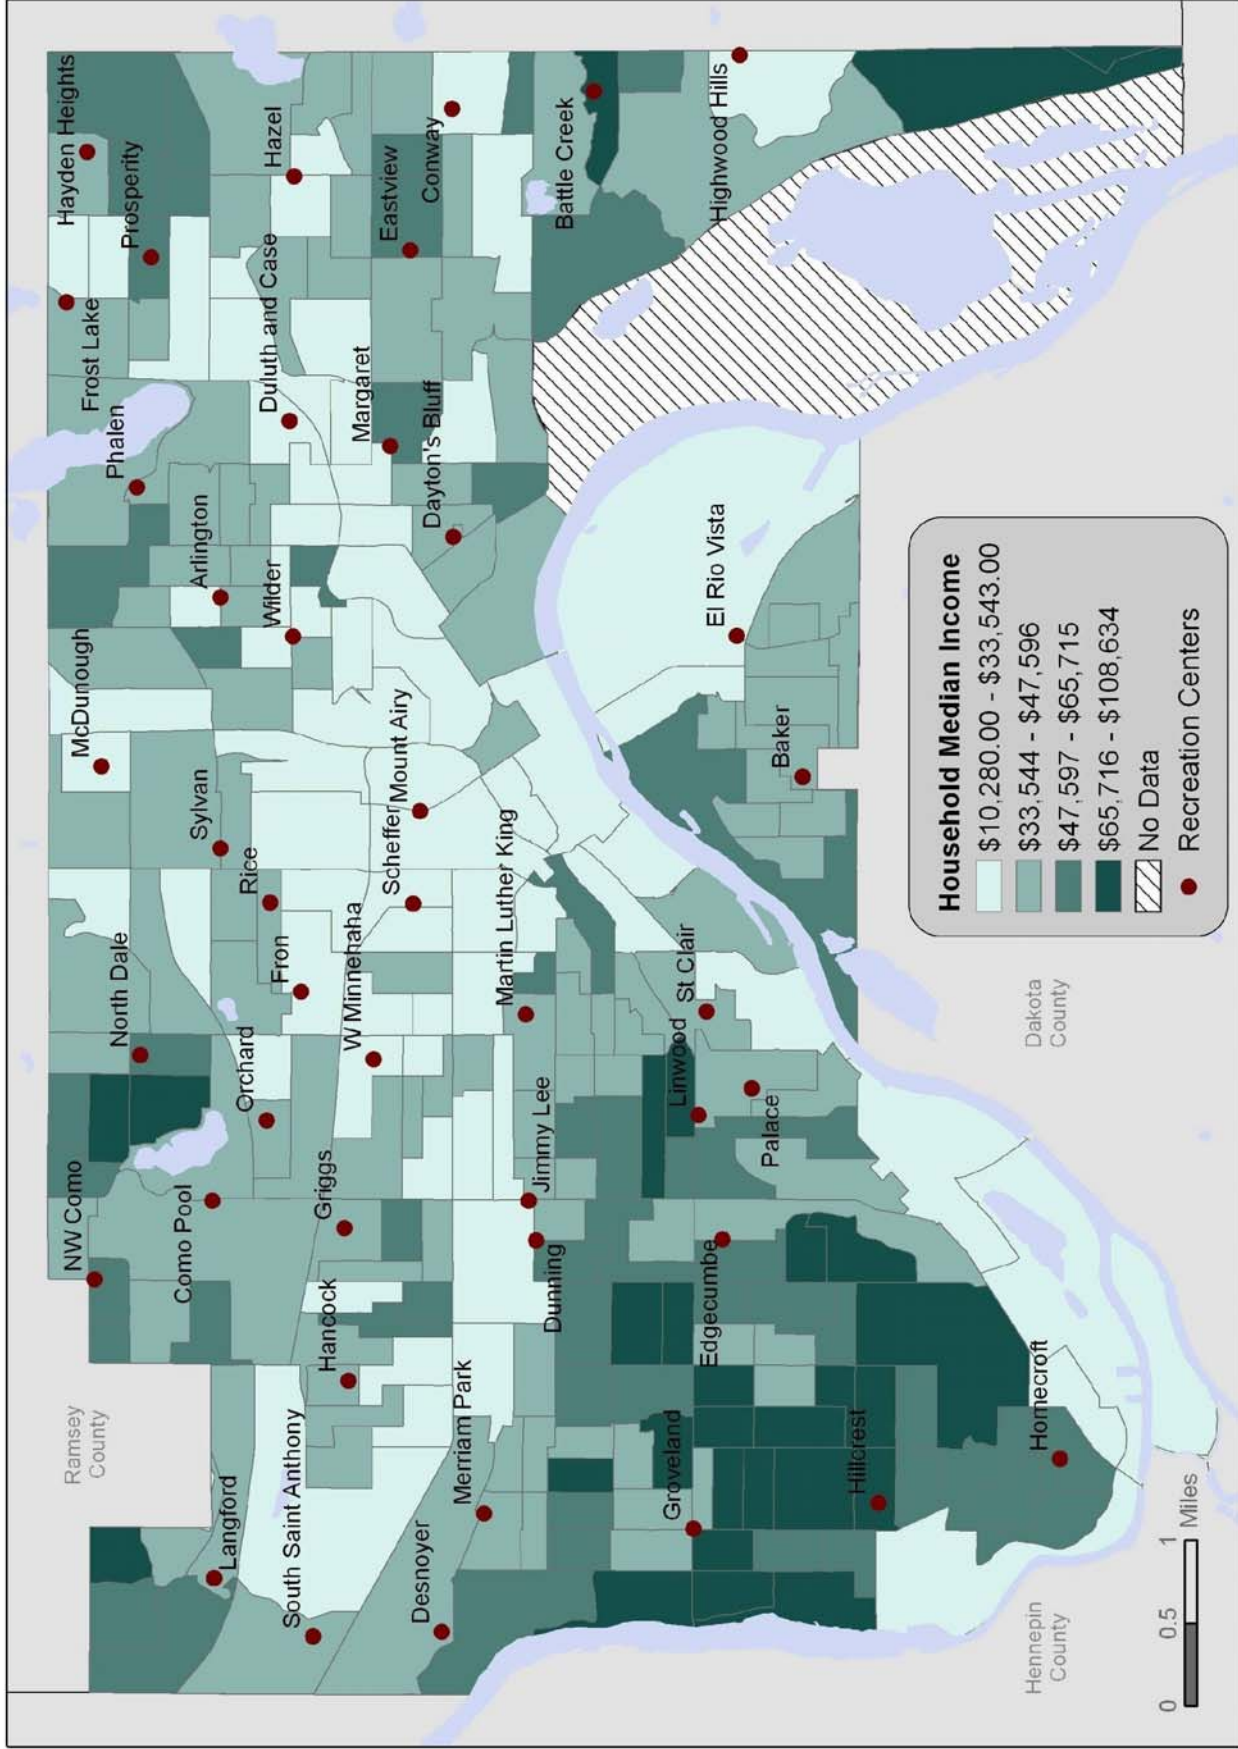 Hayden Heights
Prosperity
Frost Lake
Phalen
Hazel
Duluth and Case
Eastview
Conway
Battle Creek
Highwood Hills
Margaret
Dayton's Bluff
Arlington
Wilder
McDunough
Sylvan
Rice
Mount Airy
Scheffer
El Rio Vista
Baker
North Dale
Fron
W Minnehaha
Martin Luther King
St Clair
Linwood
Palace
Orchard
Jimmy Lee
NW Como
Como Pool
Griggs
Hancock
Dunning
Edgecumbe
Ramsey
County
Langford
South Saint Anthony
Merriam Park
Desnoyer
Groveland
Hillcrest
Homecroft
Hennepin
County
Dakota
County
Household Median Income
$10,280.00 - $33,543.00
$33,544 - $47,596
$47,597 - $65,715
$65,716 - $108,634
No Data
Recreation Centers
0 0.5 1
Miles